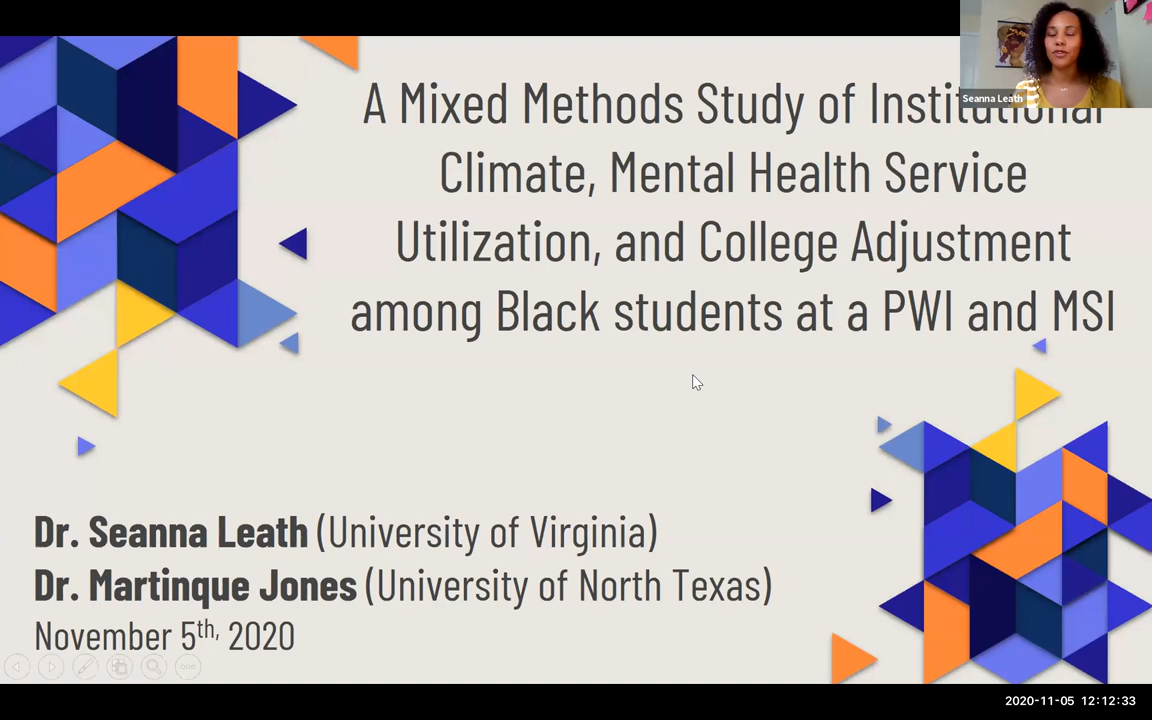 A Mixed Methods Study of Institutional
Climate, Mental Health Service
Utilization, and College Adjustment
among Black students at a PWI and MSI
Seanna Leath
Dr. Seanna Leath (University of Virginia)
Dr. Martinque Jones (University of North Texas)
November 5th, 2020
2020-11-05 12:12:33